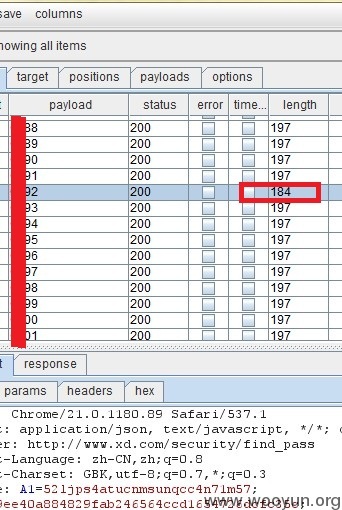 save columns
howing all items
target positions payloads options
payload status error time... length
88 200 197
89 200 197
90 200 197
91 200 197
92 200 184
93 200 197
94 200 197
95 200 197
96 200 197
97 200 197
98 200 197
99 200 197
00 200 197
01 200 197
t response
params headers hex
Chrome/21.0.1180.89 Safari/537.1
t: application/json, text/javascript, */*;
er: http://www.xd.com/security/find_pass
t-Language: zh-CN,zh;q=0.8
t-Charset: GBK,utf-8;q=0.7,*;q=0.3
e: A1=521jps4atucnmsunqcc4n71m57;
www.wooyun.org